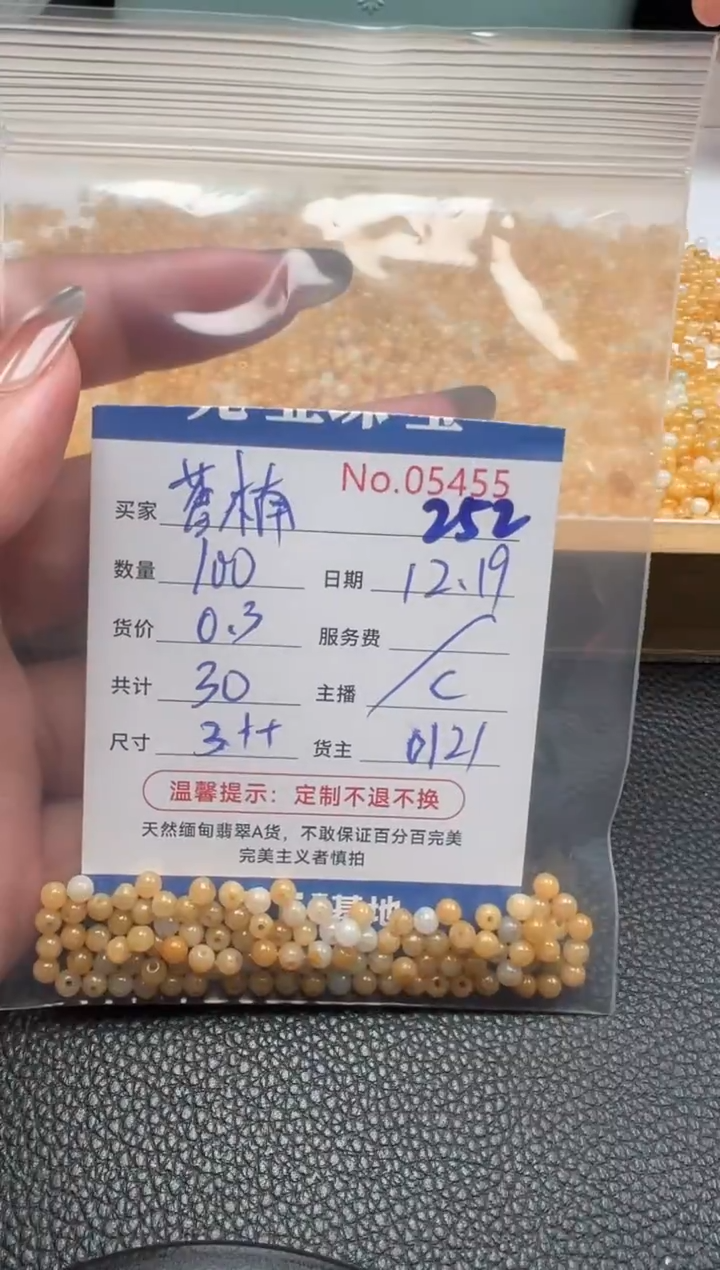 No.05455
买家 252
数量 100 日期 12.19
货价 0.3 服务费 /
共计 30 主播 C
尺寸 3++ 货主 0121
温馨提示：定制不退不换
天然缅甸翡翠A货，不敢保证百分百完美
完美主义者慎拍
基地